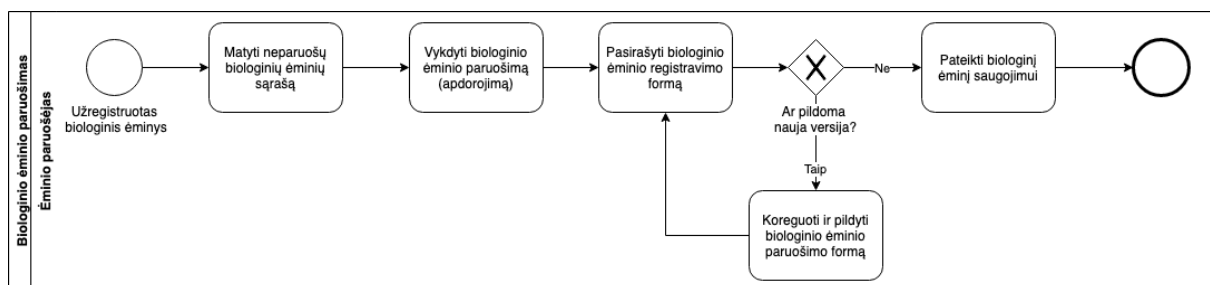 Biologinio ėminio paruošimas
Ėminio paruošėjas
Užregistruotas
biologinis ėminys
Matyti neparuošų
biologinių ėminių
sąrašą
Vykdyti biologinio
ėminio paruošimą
(apdorojimą)
Pasirašyti biologinio
ėminio registravimo
formą
Ar pildoma
nauja versija?
Ne
Pateikti biologinį
ėminį saugojimui
Taip
Koreguoti ir pildyti
biologinio ėminio
paruošimo formą